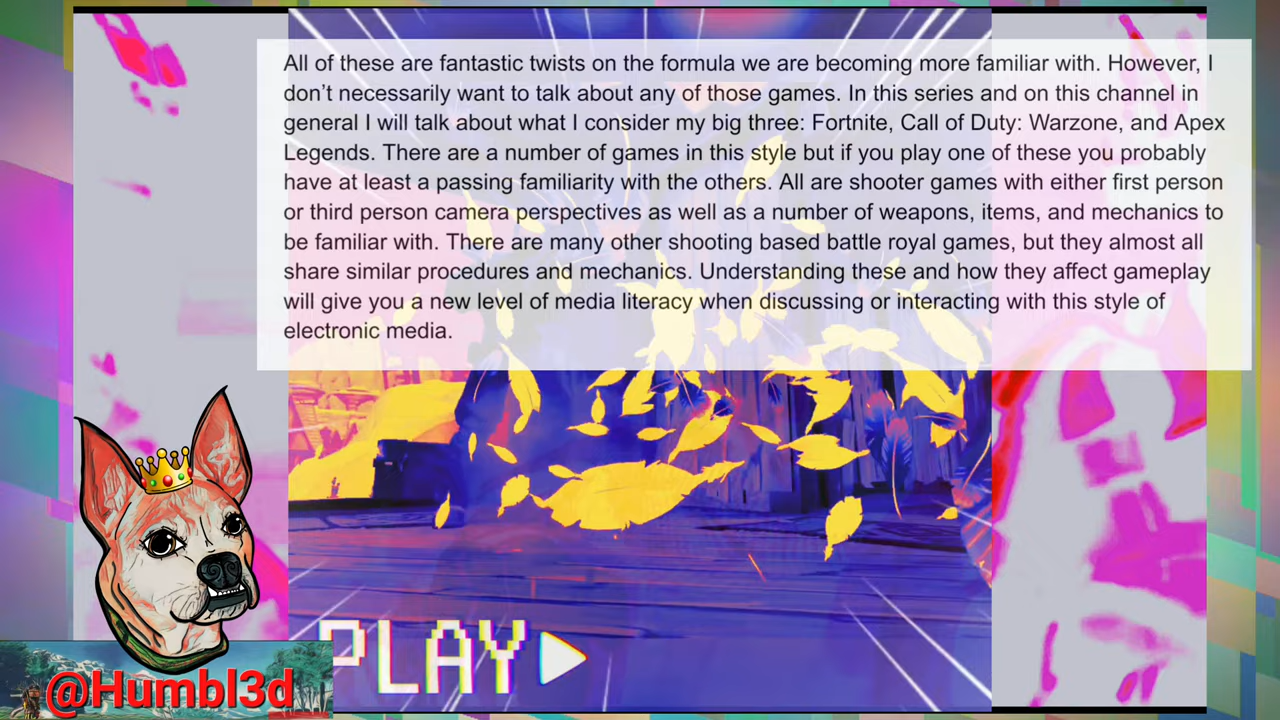 All of these are fantastic twists on the formula we are becoming more familiar with. However, I
don’t necessarily want to talk about any of those games. In this series and on this channel in
general I will talk about what I consider my big three: Fortnite, Call of Duty: Warzone, and Apex
Legends. There are a number of games in this style but if you play one of these you probably
have at least a passing familiarity with the others. All are shooter games with either first person
or third person camera perspectives as well as a number of weapons, items, and mechanics to
be familiar with. There are many other shooting based battle royal games, but they almost all
share similar procedures and mechanics. Understanding these and how they affect gameplay
will give you a new level of media literacy when discussing or interacting with this style of
electronic media.
PLAY
@Humbl3d